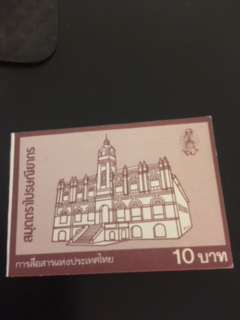 สมุดตราไปรษณียากร
การสื่อสารแห่งประเทศไทย
10 บาท